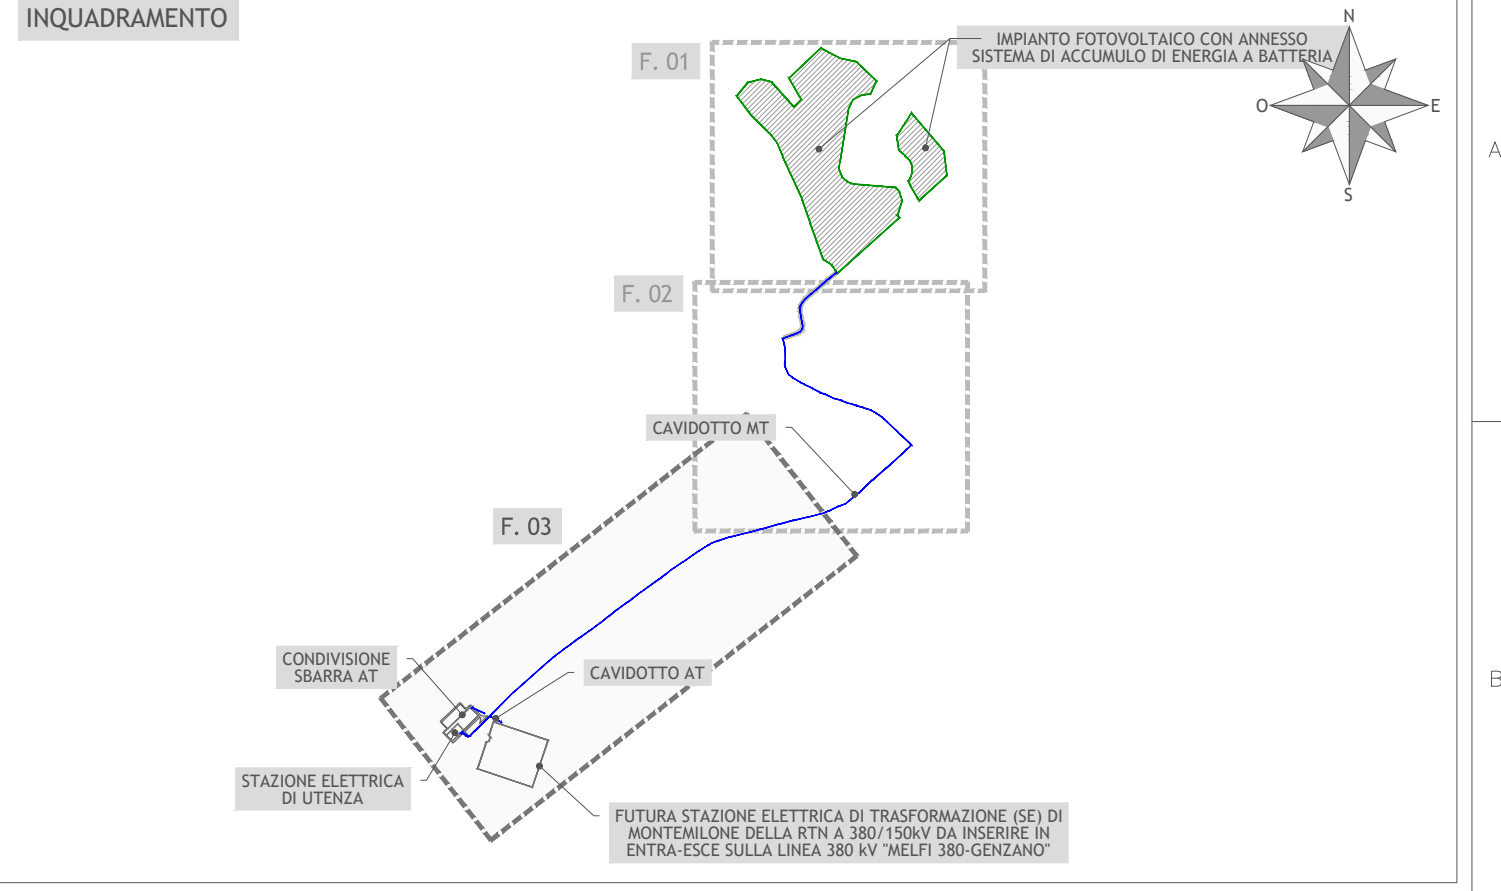 INQUADRAMENTO
N
F. 01
IMPIANTO FOTOVOLTAICO CON ANNESSO
SISTEMA DI ACCUMULO DI ENERGIA A BATTERIA
O
E
A
S
F. 02
CAVIDOTTO MT
F. 03
CONDIVISIONE
SBARRA AT
CAVIDOTTO AT
B
STAZIONE ELETTRICA
DI UTENZA
FUTURA STAZIONE ELETTRICA DI TRASFORMAZIONE (SE) DI
MONTEMILONE DELLA RTN A 380/150kV DA INSERIRE IN
ENTRA-ESCE SULLA LINEA 380 kV "MELFI 380-GENZANO"